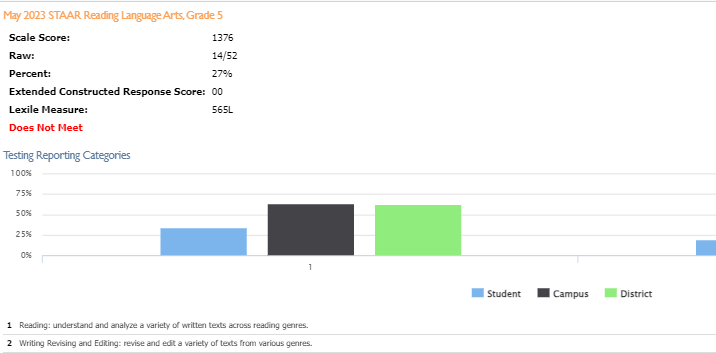 May 2023 STAAR Reading Language Arts, Grade 5
Scale Score: 1376
Raw: 14/52
Percent: 27%
Extended Constructed Response Score: 00
Lexile Measure: 565L
Does Not Meet
Testing Reporting Categories
100%
75%
50%
25%
0%
1
Student Campus District
1 Reading: understand and analyze a variety of written texts across reading genres.
2 Writing Revising and Editing: revise and edit a variety of texts from various genres.